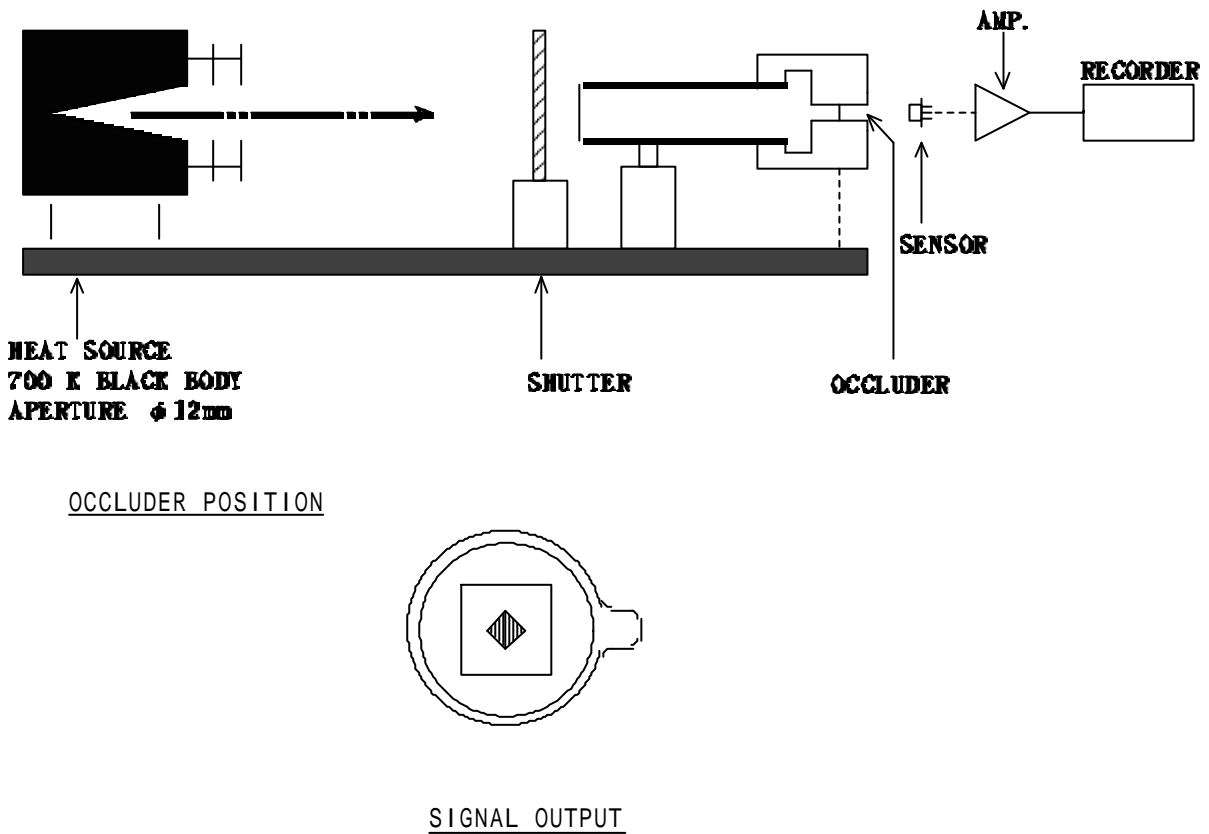 AMP.
RECORDER
SENSOR
HEAT SOURCE
700 K BLACK BODY
APERTURE ϕ12mm
SHUTTER
OCCLUDER
OCCLUDER POSITION
SIGNAL OUTPUT